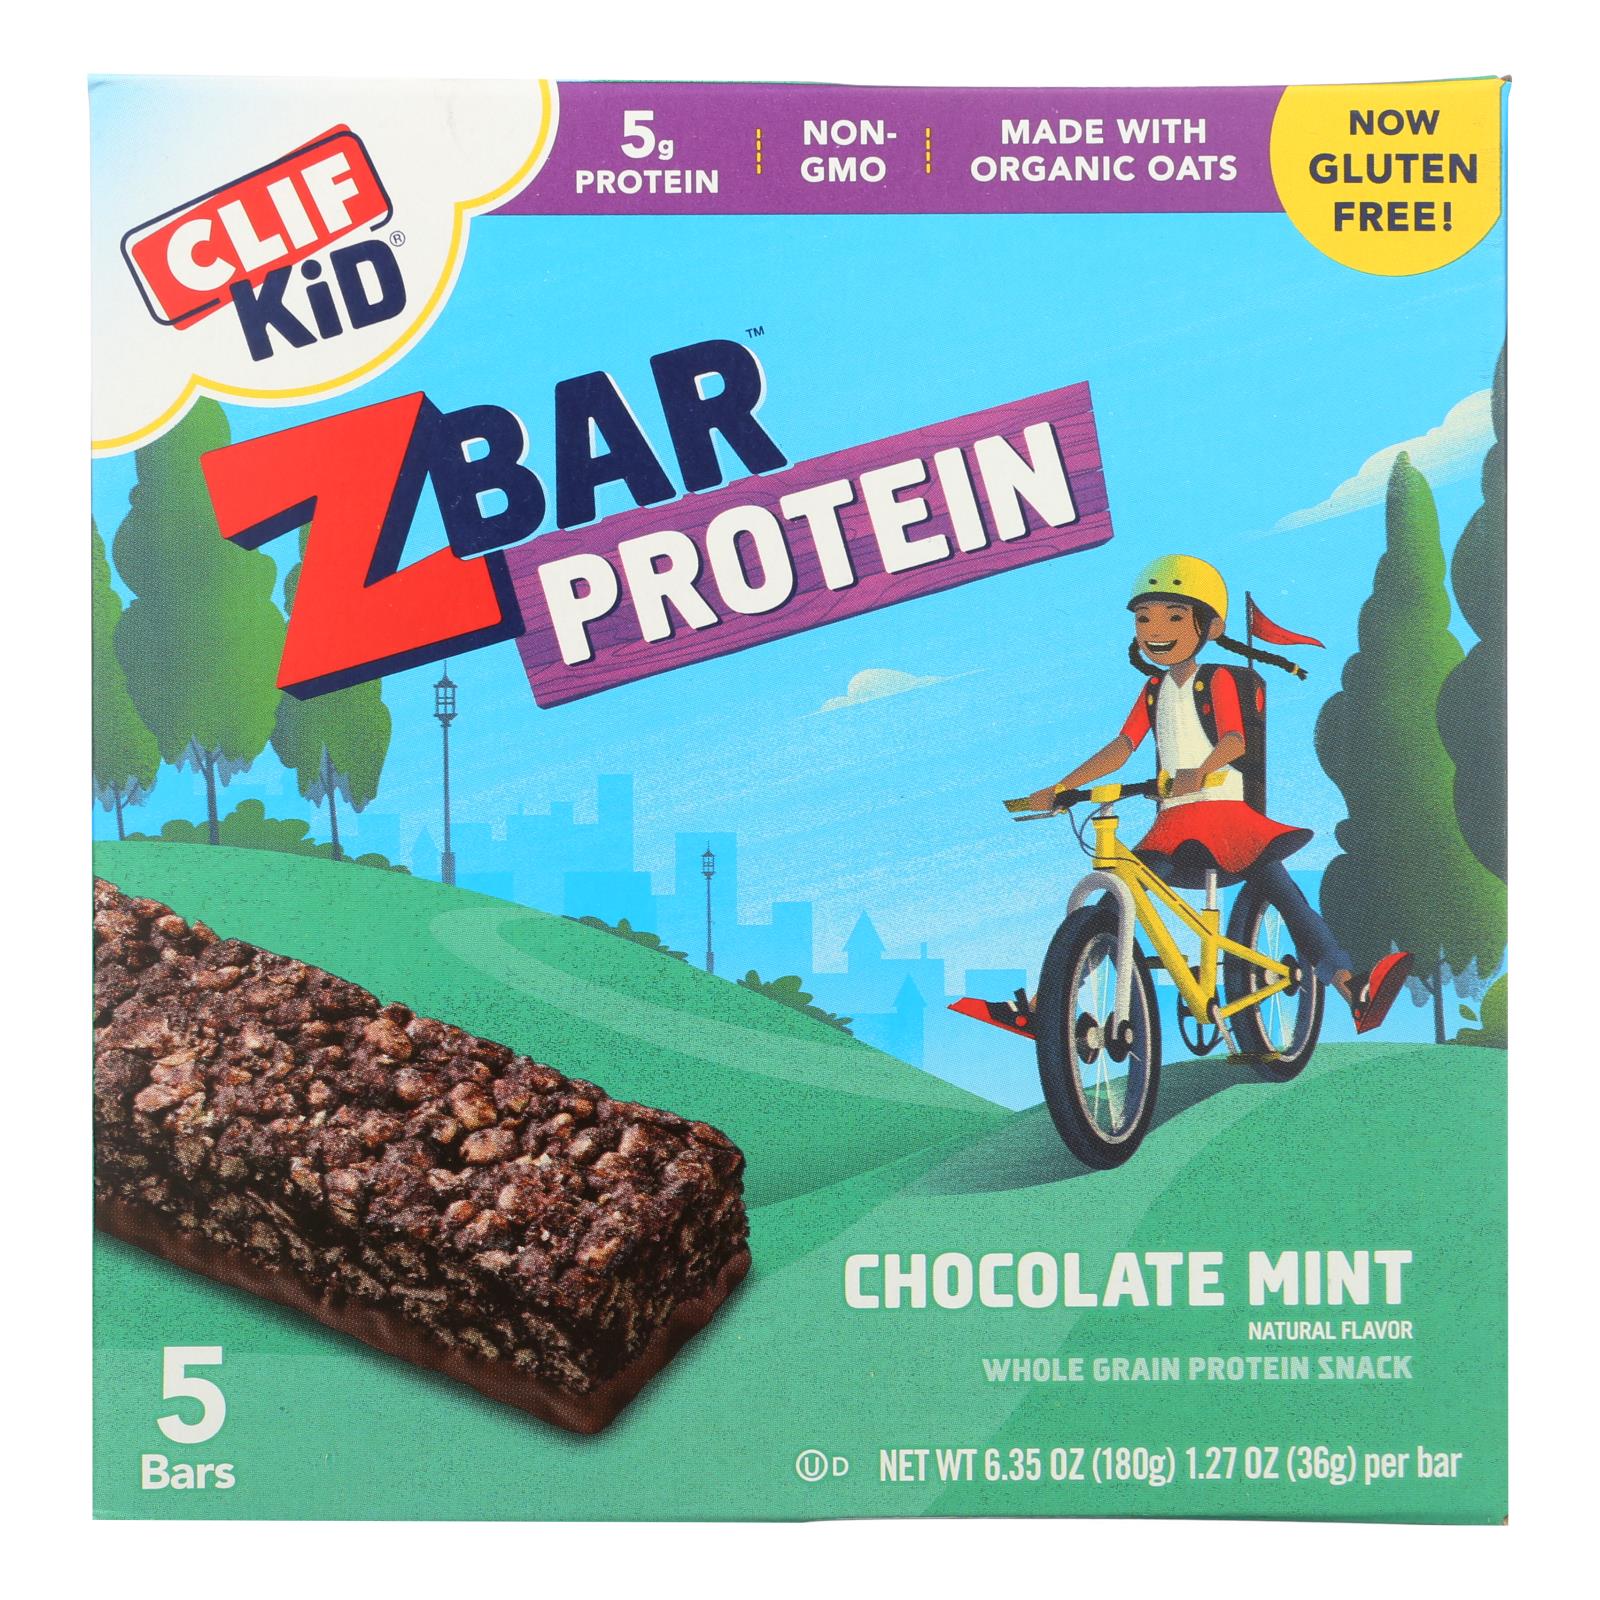 CLIF
KiD®
5g
PROTEIN
NON-
GMO
MADE WITH
ORGANIC OATS
NOW
GLUTEN
FREE!
ZBAR™
PROTEIN
CHOCOLATE MINT
NATURAL FLAVOR
WHOLE GRAIN PROTEIN SNACK
5
Bars
U D NET WT 6.35 OZ (180g) 1.27 OZ (36g) per bar